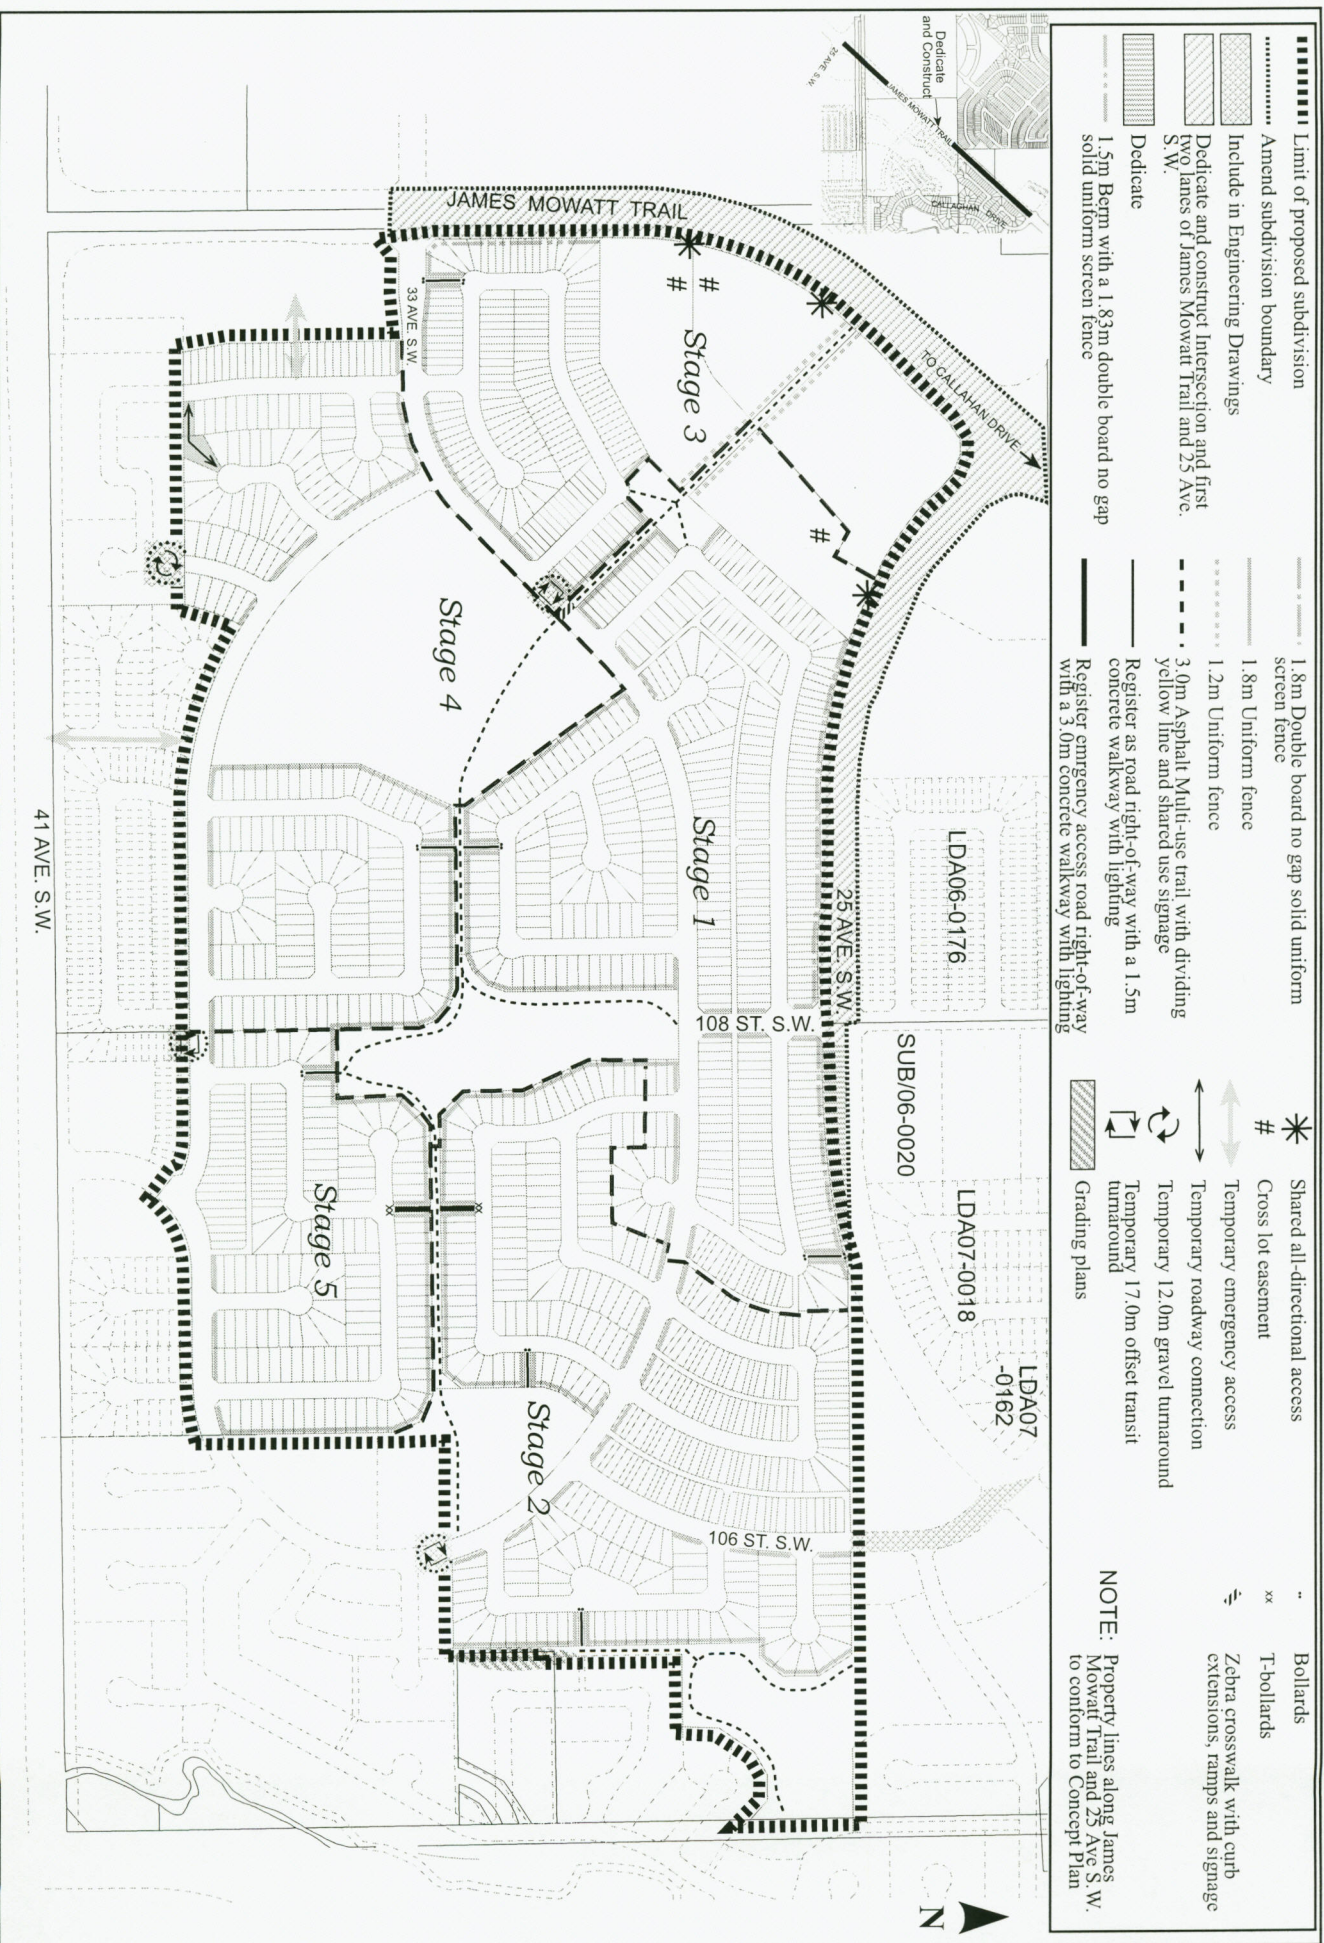 Limit of proposed subdivision
Amend subdivision boundary
Include in Engineering Drawings
Dedicate and construct Intersection and first
two lanes of James Mowatt Trail and 25 Ave.
S.W.
Dedicate
1.5m Berm with a 1.83m double board no gap
solid uniform screen fence
1.8m Double board no gap solid uniform
screen fence
1.8m Uniform fence
1.2m Uniform fence
3.0m Asphalt Multi-use trail with dividing
yellow line and shared use signage
Register as road right-of-way with a 1.5m
concrete walkway with lighting
Register emrgency access road right-of-way
with a 3.0m concrete walkway with lighting
Shared all-directional access
# Cross lot easement
Temporary emergency access
Temporary roadway connection
Temporary 12.0m gravel turnaround
Temporary 17.0m offset transit
turnaround
Grading plans
Bollards
xx T-bollards
Zebra crosswalk with curb
extensions, ramps and signage
NOTE: Property lines along James
Mowatt Trail and 25 Ave S.W.
to conform to Concept Plan
Dedicate
and Construct
25 AVE. S.W.
JAMES MOWATT TRAIL
CALLAGHAN DRIVE
JAMES MOWATT TRAIL
TO CALLAHAN DRIVE
33 AVE. S.W.
#
#
#
Stage 3
Stage 4
Stage 1
25 AVE. S.W.
108 ST. S.W.
LDA06-0176
SUB/06-0020
LDA07-0018
LDA07
-0162
Stage 5
xx
xx
Stage 2
106 ST. S.W.
41 AVE. S.W.
N